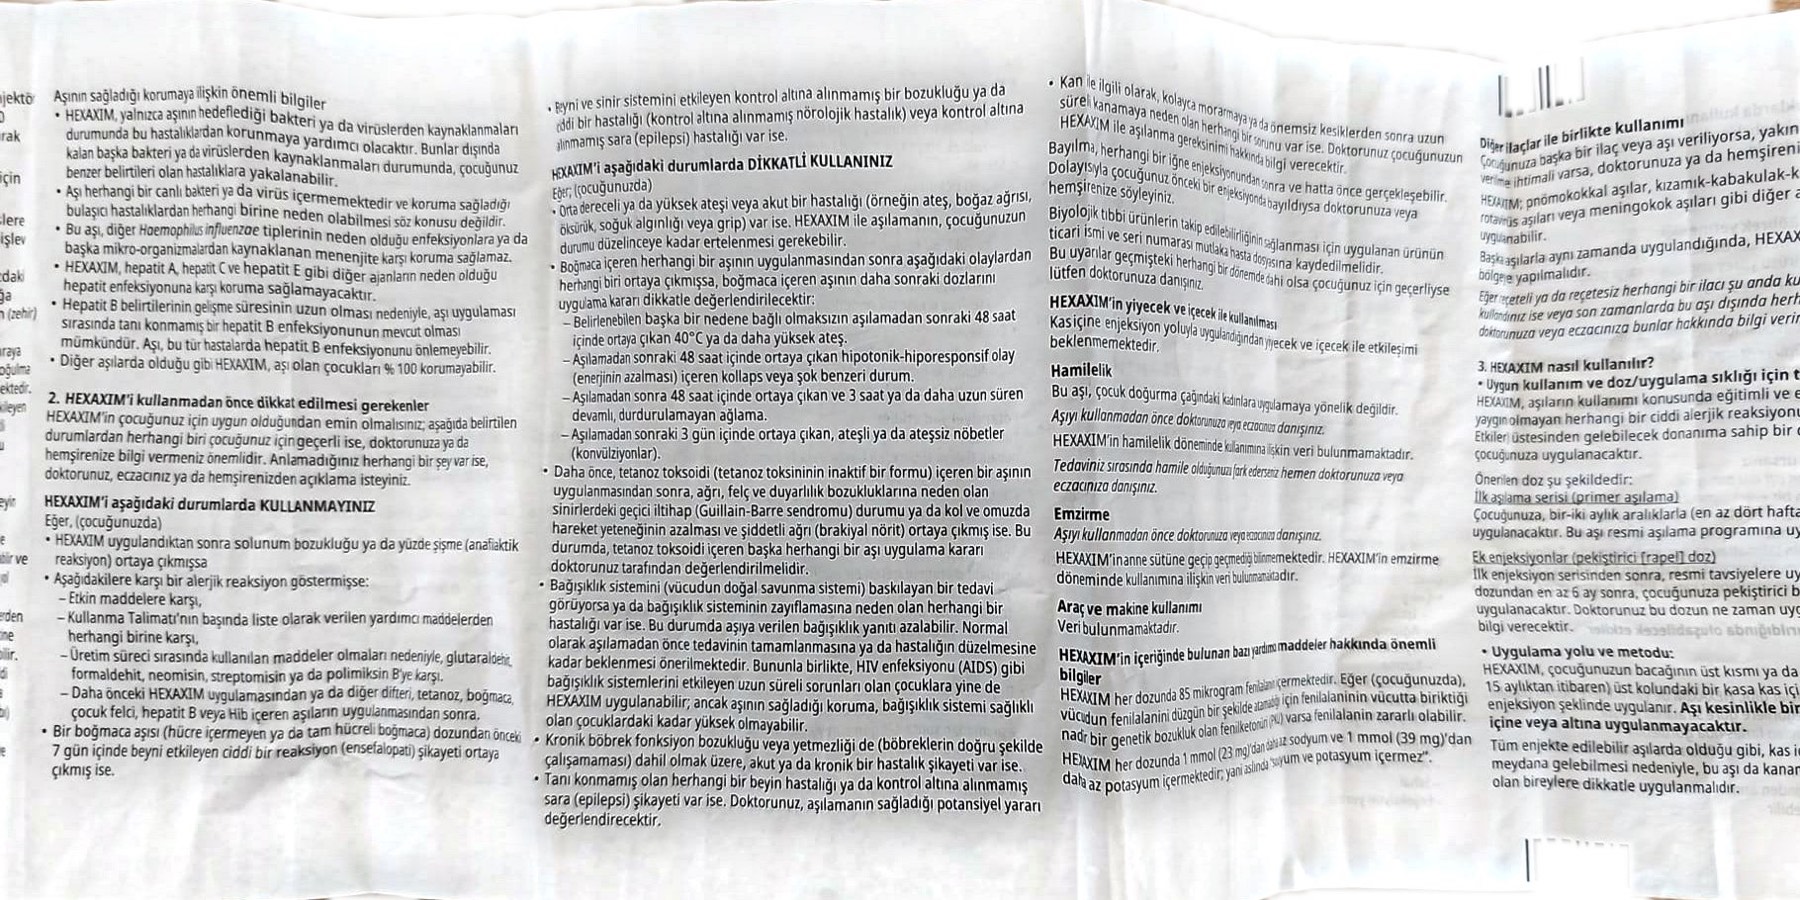 Aşının sağladığı korumaya ilişkin önemli bilgiler
• HEXAXIM, yalnızca aşının hedeflediği bakteri ya da virüslerden kaynaklanmaları
durumunda bu hastalıklardan korunmaya yardımcı olacaktır. Bunlar dışında
kalan başka bakteri ya da virüslerden kaynaklanmaları durumunda, çocuğunuz
benzer belirtileri olan hastalıklara yakalanabilir.
• Aşı herhangi bir canlı bakteri ya da virüs içermemektedir ve koruma sağladığı
bulaşıcı hastalıklardan herhangi birine neden olabilmesi söz konusu değildir.
• Bu aşı, diğer Haemophilus influenzae tiplerinin neden olduğu enfeksiyonlara ya da
başka mikro-organizmalardan kaynaklanan menenjite karşı koruma sağlamaz.
• HEXAXIM, hepatit A, hepatit C ve hepatit E gibi diğer ajanların neden olduğu
hepatit enfeksiyonuna karşı koruma sağlamayacaktır.
• Hepatit B belirtilerinin gelişme süresinin uzun olması nedeniyle, aşı uygulaması
sırasında tanı konmamış bir hepatit B enfeksiyonunun mevcut olması
mümkündür. Aşı, bu tür hastalarda hepatit B enfeksiyonunu önlemeyebilir.
• Diğer aşılarda olduğu gibi HEXAXIM, aşı olan çocukları % 100 korumayabilir.
2. HEXAXIM'i kullanmadan önce dikkat edilmesi gerekenler
HEXAXIM'in çocuğunuz için uygun olduğundan emin olmalısınız; aşağıda belirtilen
durumlardan herhangi biri çocuğunuz için geçerli ise, doktorunuza ya da
hemşirenize bilgi vermeniz önemlidir. Anlamadığınız herhangi bir şey var ise,
doktorunuz, eczacınız ya da hemşirenizden açıklama isteyiniz.
HEXAXIM'i aşağıdaki durumlarda KULLANMAYINIZ
Eğer, (çocuğunuzda)
• HEXAXIM uygulandıktan sonra solunum bozukluğu ya da yüzde şişme (anafilaktik
reaksiyon) ortaya çıkmışsa
• Aşağıdakilere karşı bir alerjik reaksiyon göstermişse:
– Etkin maddelere karşı,
– Kullanma Talimatı'nın başında liste olarak verilen yardımcı maddelerden
herhangi birine karşı,
– Üretim süreci sırasında kullanılan maddeler olmaları nedeniyle, glutaraldehit,
formaldehit, neomisin, streptomisin ya da polimiksin B'ye karşı.
– Daha önceki HEXAXIM uygulamasından ya da diğer difteri, tetanoz, boğmaca,
çocuk felci, hepatit B veya Hib içeren aşıların uygulanmasından sonra.
• Bir boğmaca aşısı (hücre içermeyen ya da tam hücreli boğmaca) dozundan önceki
7 gün içinde beyni etkileyen ciddi bir reaksiyon (ensefalopati) şikayeti ortaya
çıkmış ise.
• Beyni ve sinir sistemini etkileyen kontrol altına alınmamış bir bozukluğu ya da
ciddi bir hastalığı (kontrol altına alınmamış nörolojik hastalık) veya kontrol altına
alınmamış sara (epilepsi) hastalığı var ise.
HEXAXIM'i aşağıdaki durumlarda DİKKATLİ KULLANINIZ
Eğer; (çocuğunuzda)
• Orta dereceli ya da yüksek ateşi veya akut bir hastalığı (örneğin ateş, boğaz ağrısı,
öksürük, soğuk algınlığı veya grip) var ise. HEXAXIM ile aşılamanın, çocuğunuzun
durumu düzelinceye kadar ertelenmesi gerekebilir.
• Boğmaca içeren herhangi bir aşının uygulanmasından sonra aşağıdaki olaylardan
herhangi biri ortaya çıkmışsa, boğmaca içeren aşının daha sonraki dozlarını
uygulama kararı dikkatle değerlendirilecektir:
– Belirlenebilen başka bir nedene bağlı olmaksızın aşılamadan sonraki 48 saat
içinde ortaya çıkan 40°C ya da daha yüksek ateş.
– Aşılamadan sonraki 48 saat içinde ortaya çıkan hipotonik-hiporesponsif olay
(enerjinin azalması) içeren kollaps veya şok benzeri durum.
– Aşılamadan sonra 48 saat içinde ortaya çıkan ve 3 saat ya da daha uzun süren
devamlı, durdurulamayan ağlama.
– Aşılamadan sonraki 3 gün içinde ortaya çıkan, ateşli ya da ateşsiz nöbetler
(konvülziyonlar).
• Daha önce, tetanoz toksoidi (tetanoz toksininin inaktif bir formu) içeren bir aşının
uygulanmasından sonra, ağrı, felç ve duyarlılık bozukluklarına neden olan
sinirlerdeki geçici iltihap (Guillain-Barre sendromu) durumu ya da kol ve omuzda
hareket yeteneğinin azalması ve şiddetli ağrı (brakiyal nörit) ortaya çıkmış ise. Bu
durumda, tetanoz toksoidi içeren başka herhangi bir aşı uygulama kararı
doktorunuz tarafından değerlendirilmelidir.
• Bağışıklık sistemini (vücudun doğal savunma sistemi) baskılayan bir tedavi
görüyorsa ya da bağışıklık sisteminin zayıflamasına neden olan herhangi bir
hastalığı var ise. Bu durumda aşıya verilen bağışıklık yanıtı azalabilir. Normal
olarak aşılamadan önce tedavinin tamamlanmasına ya da hastalığın düzelmesine
kadar beklenmesi önerilmektedir. Bununla birlikte, HIV enfeksiyonu (AIDS) gibi
bağışıklık sistemlerini etkileyen uzun süreli sorunları olan çocuklara yine de
HEXAXIM uygulanabilir; ancak aşının sağladığı koruma, bağışıklık sistemi sağlıklı
olan çocuklardaki kadar yüksek olmayabilir.
• Kronik böbrek fonksiyon bozukluğu veya yetmezliği de (böbreklerin doğru şekilde
çalışamaması) dahil olmak üzere, akut ya da kronik bir hastalık şikayeti var ise.
• Tanı konmamış olan herhangi bir beyin hastalığı ya da kontrol altına alınmamış
sara (epilepsi) şikayeti var ise. Doktorunuz, aşılamanın sağladığı potansiyel yararı
değerlendirecektir.
• Kan ile ilgili olarak, kolayca morarmaya ya da önemsiz kesiklerden sonra uzun
süreli kanamaya neden olan herhangi bir sorunu var ise. Doktorunuz çocuğunuzun
HEXAXIM ile aşılanma gereksinimi hakkında bilgi verecektir.
Bayılma, herhangi bir iğne enjeksiyonundan sonra ve hatta önce gerçekleşebilir.
Dolayısıyla çocuğunuz önceki bir enjeksiyonda bayıldıysa doktorunuza veya
hemşirenize söyleyiniz.
Biyolojik tıbbi ürünlerin takip edilebilirliğinin sağlanması için uygulanan ürünün
ticari ismi ve seri numarası mutlaka hasta dosyasına kaydedilmelidir.
Bu uyarılar geçmişteki herhangi bir dönemde dahi olsa çocuğunuz için geçerliyse
lütfen doktorunuza danışınız.
HEXAXIM'in yiyecek ve içecek ile kullanılması
Kas içine enjeksiyon yoluyla uygulandığından yiyecek ve içecek ile etkileşimi
beklenmemektedir.
Hamilelik
Bu aşı, çocuk doğurma çağındaki kadınlara uygulamaya yönelik değildir.
Aşıyı kullanmadan önce doktorunuza veya eczacınıza danışınız.
HEXAXIM'in hamilelik döneminde kullanımına ilişkin veri bulunmamaktadır.
Tedaviniz sırasında hamile olduğunuzu fark ederseniz hemen doktorunuza veya
eczacınıza danışınız.
Emzirme
Aşıyı kullanmadan önce doktorunuza veya eczacınıza danışınız.
HEXAXIM'in anne sütüne geçip geçmediği bilinmemektedir. HEXAXIM'in emzirme
döneminde kullanımına ilişkin veri bulunmamaktadır.
Araç ve makine kullanımı
Veri bulunmamaktadır.
HEXAXIM'in içeriğinde bulunan bazı yardımcı maddeler hakkında önemli
bilgiler
HEXAXIM her dozunda 85 mikrogram fenilalanin içermektedir. Eğer (çocuğunuzda),
vücudun fenilalanini düzgün bir şekilde atamadığı için fenilalaninin vücutta biriktiği
nadir bir genetik bozukluk olan fenilketonüri (PKU) varsa fenilalanin zararlı olabilir.
HEXAXIM her dozunda 1 mmol (23 mg)'dan daha az sodyum ve 1 mmol (39 mg)'dan
daha az potasyum içermektedir; yani aslında "sodyum ve potasyum içermez".
Diğer ilaçlar ile birlikte kullanımı
Çocuğunuza başka bir ilaç veya aşı veriliyorsa, yakın
verilme ihtimali varsa, doktorunuza ya da hemşireni
HEXAXIM; pnömokokkal aşılar, kızamık-kabakulak-k
rotavirüs aşıları veya meningokok aşıları gibi diğer a
uygulanabilir.
Başka aşılarla aynı zamanda uygulandığında, HEXAX
bölgeye yapılmalıdır.
Eğer reçeteli ya da reçetesiz herhangi bir ilacı şu anda ku
kullandınız ise veya son zamanlarda bu aşı dışında herh
doktorunuza veya eczacınıza bunlar hakkında bilgi verin
3. HEXAXIM nasıl kullanılır?
• Uygun kullanım ve doz/uygulama sıklığı için t
HEXAXIM, aşıların kullanımı konusunda eğitimli ve e
yaygın olmayan herhangi bir ciddi alerjik reaksiyonu
Etkiler) üstesinden gelebilecek donanıma sahip bir
çocuğunuza uygulanacaktır.
Önerilen doz şu şekildedir:
İlk aşılama serisi (primer aşılama)
Çocuğunuza, bir-iki aylık aralıklarla (en az dört hafta
uygulanacaktır. Bu aşı resmi aşılama programına uy
Ek enjeksiyonlar (pekiştirici [rapel] doz)
İlk enjeksiyon serisinden sonra, resmi tavsiyelere uy
dozundan en az 6 ay sonra, çocuğunuza pekiştirici b
uygulanacaktır. Doktorunuz bu dozun ne zaman uyg
bilgi verecektir.
• Uygulama yolu ve metodu:
HEXAXIM, çocuğunuzun bacağının üst kısmı ya da
15 aylıktan itibaren) üst kolundaki bir kasa kas içi
enjeksiyon şeklinde uygulanır. Aşı kesinlikle bir
içine veya altına uygulanmayacaktır.
Tüm enjekte edilebilir aşılarda olduğu gibi, kas i
meydana gelebilmesi nedeniyle, bu aşı da kanam
olan bireylere dikkatle uygulanmalıdır.